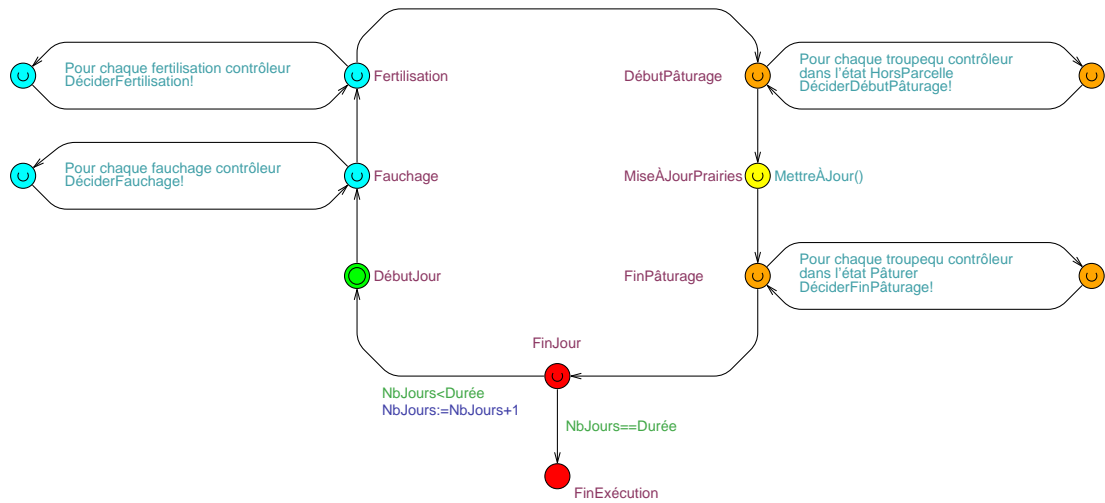 Pour chaque fertilisation contrôleur
DéciderFertilisation!
Fertilisation
DébutPâturage
Pour chaque troupequ contrôleur
dans l'état HorsParcelle
DéciderDébutPâturage!
Pour chaque fauchage contrôleur
DéciderFauchage!
Fauchage
MiseÀJourPrairies
MettreÀJour()
DébutJour
FinPâturage
Pour chaque troupequ contrôleur
dans l'état Pâturer
DéciderFinPâturage!
FinJour
NbJours<Durée
NbJours:=NbJours+1
NbJours==Durée
FinExécution